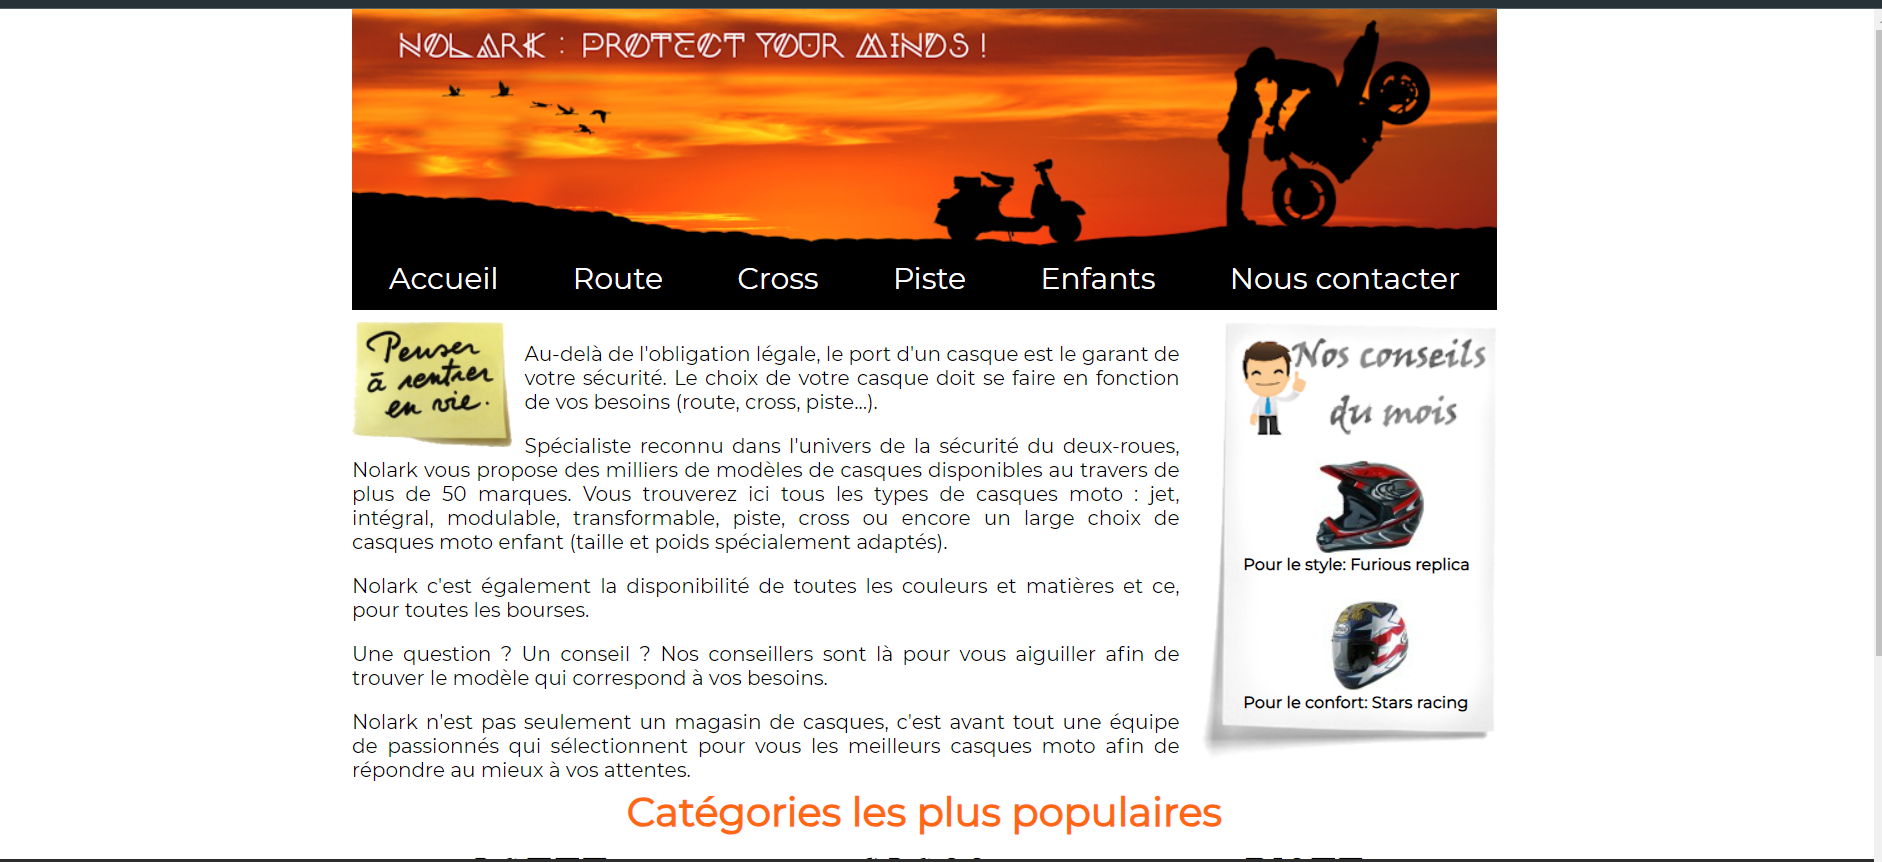 NOLARK : PROTECT YOUR MINDS !
Accueil Route Cross Piste Enfants Nous contacter
Penser
à rentrer
en vie.
Au-delà de l'obligation légale, le port d'un casque est le garant de
votre sécurité. Le choix de votre casque doit se faire en fonction
de vos besoins (route, cross, piste...).
Spécialiste reconnu dans l'univers de la sécurité du deux-roues,
Nolark vous propose des milliers de modèles de casques disponibles au travers de
plus de 50 marques. Vous trouverez ici tous les types de casques moto : jet,
intégral, modulable, transformable, piste, cross ou encore un large choix de
casques moto enfant (taille et poids spécialement adaptés).
Nolark c'est également la disponibilité de toutes les couleurs et matières et ce,
pour toutes les bourses.
Une question ? Un conseil ? Nos conseillers sont là pour vous aiguiller afin de
trouver le modèle qui correspond à vos besoins.
Nolark n'est pas seulement un magasin de casques, c'est avant tout une équipe
de passionnés qui sélectionnent pour vous les meilleurs casques moto afin de
répondre au mieux à vos attentes.
Nos conseils
du mois
Pour le style: Furious replica
Pour le confort: Stars racing
Catégories les plus populaires